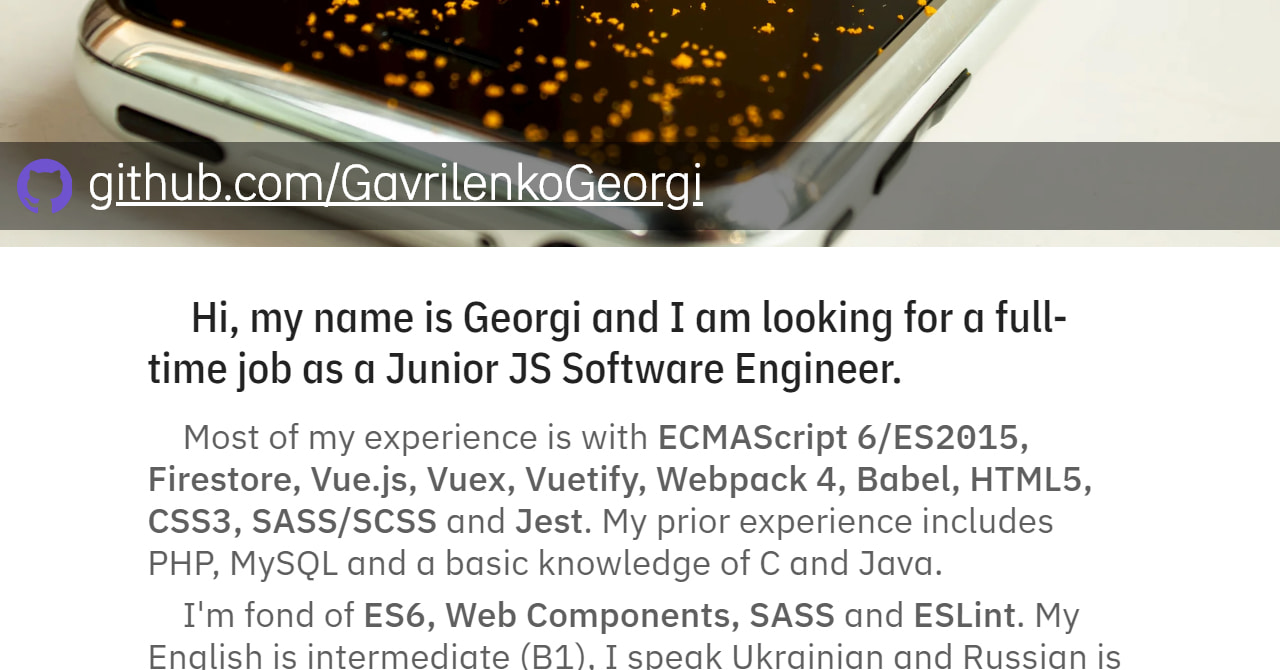 github.com/GavrilenkoGeorgi
Hi, my name is Georgi and I am looking for a full-
time job as a Junior JS Software Engineer.
Most of my experience is with ECMAScript 6/ES2015,
Firestore, Vue.js, Vuex, Vuetify, Webpack 4, Babel, HTML5,
CSS3, SASS/SCSS and Jest. My prior experience includes
PHP, MySQL and a basic knowledge of C and Java.
I'm fond of ES6, Web Components, SASS and ESLint. My
English is intermediate (B1), I speak Ukrainian and Russian is